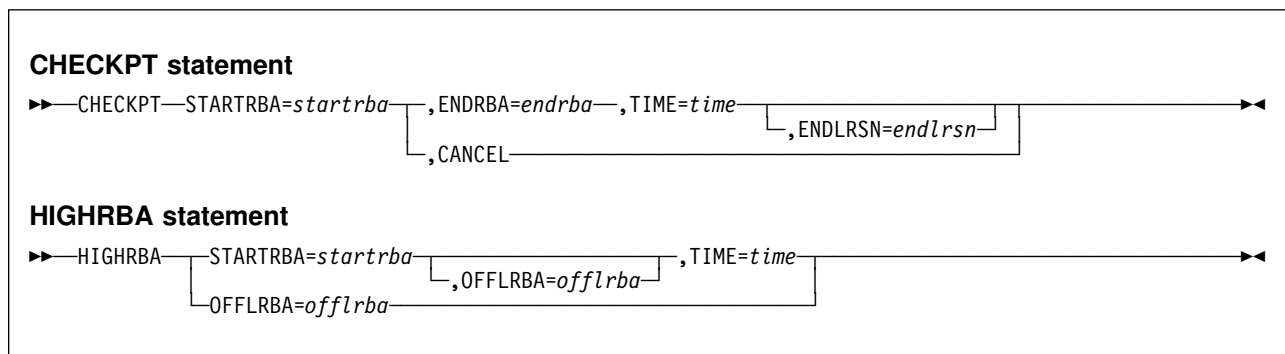 CHECKPT statement
CHECKPT STARTRBA=startrba ,ENDRBA=endrba ,TIME=time
,ENDLRSN=endlrsn
,CANCEL
HIGHRBA statement
HIGHRBA STARTRBA=startrba ,TIME=time
,OFFLRBA=offlrba
OFFLRBA=offlrba